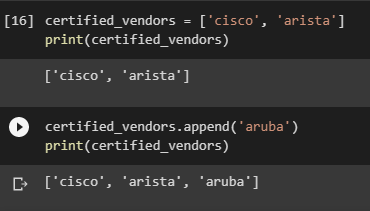 [16] certified_vendors = ['cisco', 'arista']
print(certified_vendors)
['cisco', 'arista']
certified_vendors.append('aruba')
print(certified_vendors)
['cisco', 'arista', 'aruba']